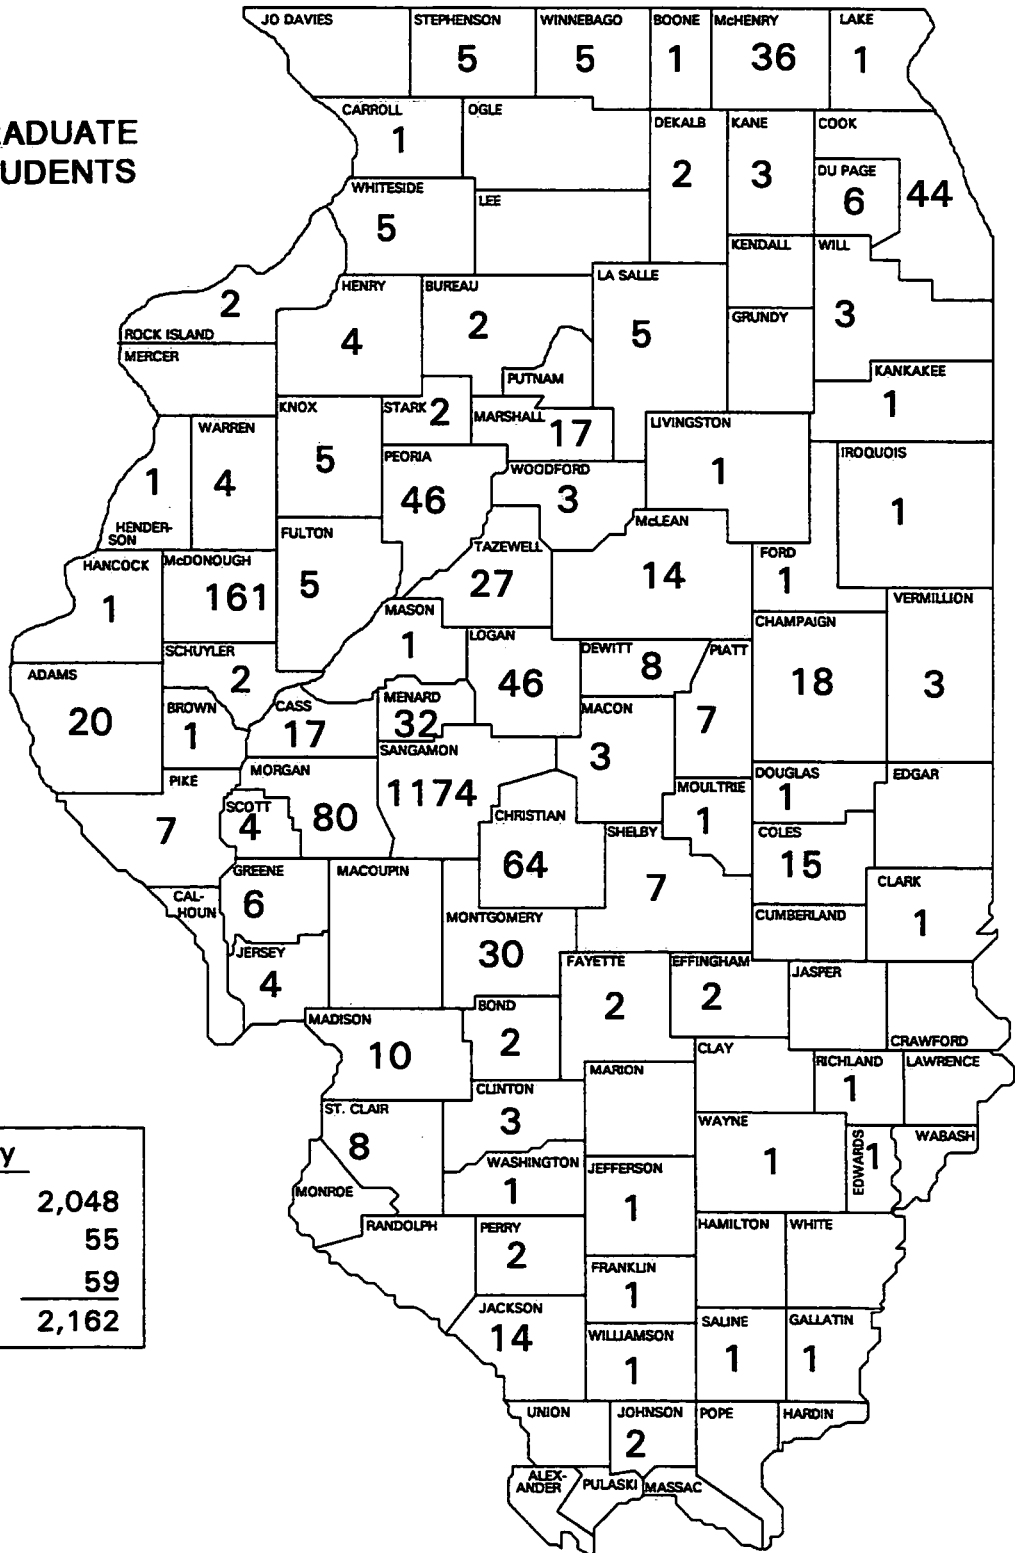 JO DAVIES
STEPHENSON
5
WINNEBAGO
5
BOONE
1
McHENRY
36
LAKE
1
ADUATE
UDENTS
CARROLL
1
OGLE
DEKALB
2
KANE
3
COOK
44
DU PAGE
6
WHITESIDE
5
LEE
KENDALL
WILL
3
ROCK ISLAND
2
HENRY
4
BUREAU
2
LA SALLE
5
GRUNDY
MERCER
PUTNAM
KANKAKEE
1
KNOX
5
STARK
2
MARSHALL
17
LIVINGSTON
1
HENDER-
SON
1
WARREN
4
PEORIA
46
WOODFORD
3
IROQUOIS
1
HANCOCK
1
McDONOUGH
161
FULTON
5
TAZEWELL
27
McLEAN
14
FORD
1
VERMILLION
3
MASON
1
LOGAN
46
DEWITT
8
PIATT
7
CHAMPAIGN
18
ADAMS
20
SCHUYLER
2
BROWN
1
CASS
17
MENARD
32
MACON
3
SANGAMON
1174
PIKE
7
MORGAN
80
SCOTT
4
CHRISTIAN
64
MOULTRIE
1
DOUGLAS
1
EDGAR
SHELBY
7
COLES
15
GREENE
6
MACOUPIN
CAL-
HOUN
CLARK
1
CUMBERLAND
MONTGOMERY
30
JERSEY
4
FAYETTE
2
EFFINGHAM
2
JASPER
CRAWFORD
MADISON
10
BOND
2
CLAY
RICHLAND
1
LAWRENCE
MARION
CLINTON
3
ST. CLAIR
8
WAYNE
1
EDWARDS
1
WABASH
WASHINGTON
1
JEFFERSON
1
MONROE
RANDOLPH
PERRY
2
HAMILTON
WHITE
FRANKLIN
1
JACKSON
14
WILLIAMSON
1
SALINE
1
GALLATIN
1
UNION
JOHNSON
2
POPE
HARDIN
ALEX-
ANDER
PULASKI
MASSAC
y
2,048
55
59
2,162